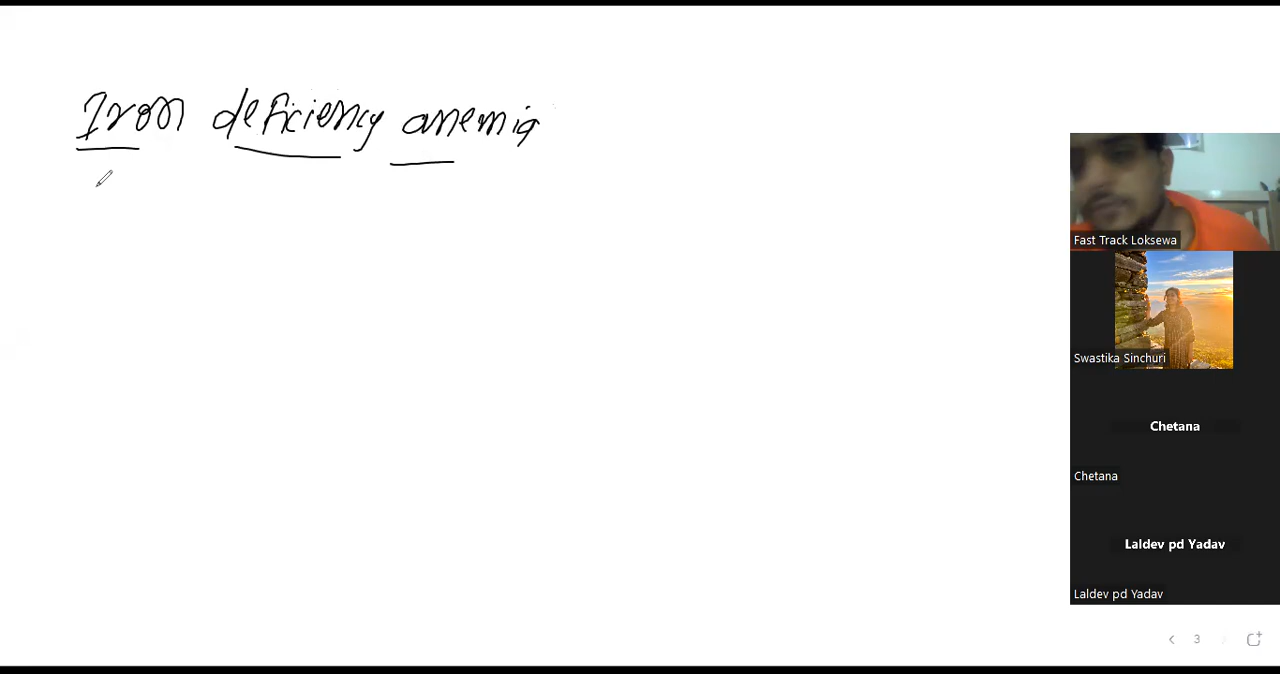 Iron deficiency anemia
Fast Track Loksewa
Swastika Sinchuri
Chetana
Chetana
Laldev pd Yadav
Laldev pd Yadav
3